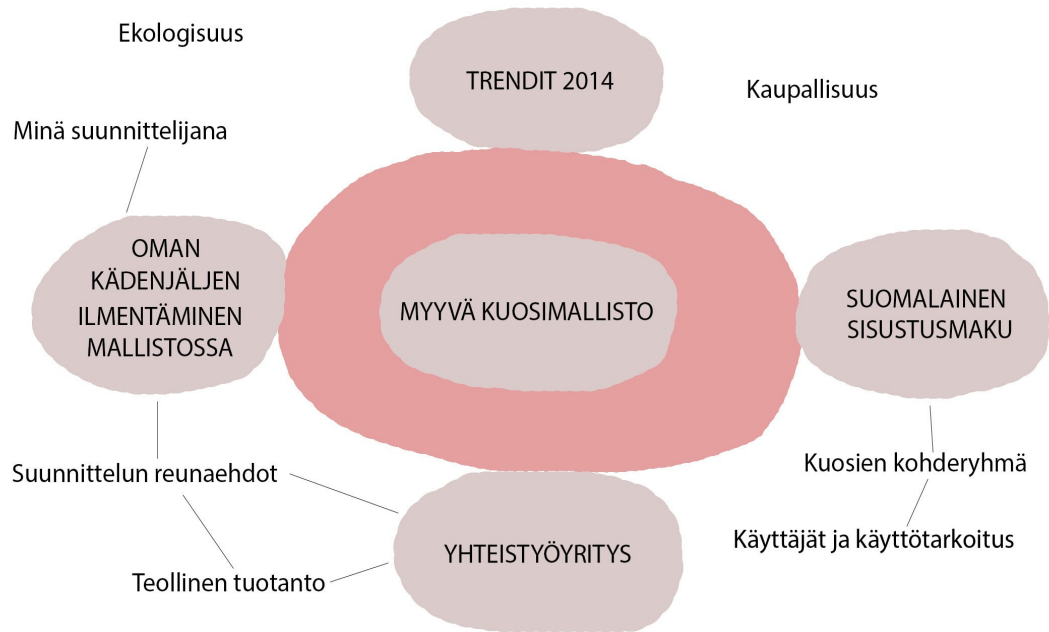 Ekologisuus
TRENDIT 2014
Kaupallisuus
Minä suunnittelijana
OMAN
KÄDENJÄLJEN
ILMENTÄMINEN
MALLISTOSSA
MYYVÄ KUOSIMALLISTO
SUOMALAINEN
SISUSTUSMAKU
Suunnittelun reunaehdot
Kuosien kohderyhmä
YHTEISTYÖYRITYS
Käyttäjät ja käyttötarkoitus
Teollinen tuotanto